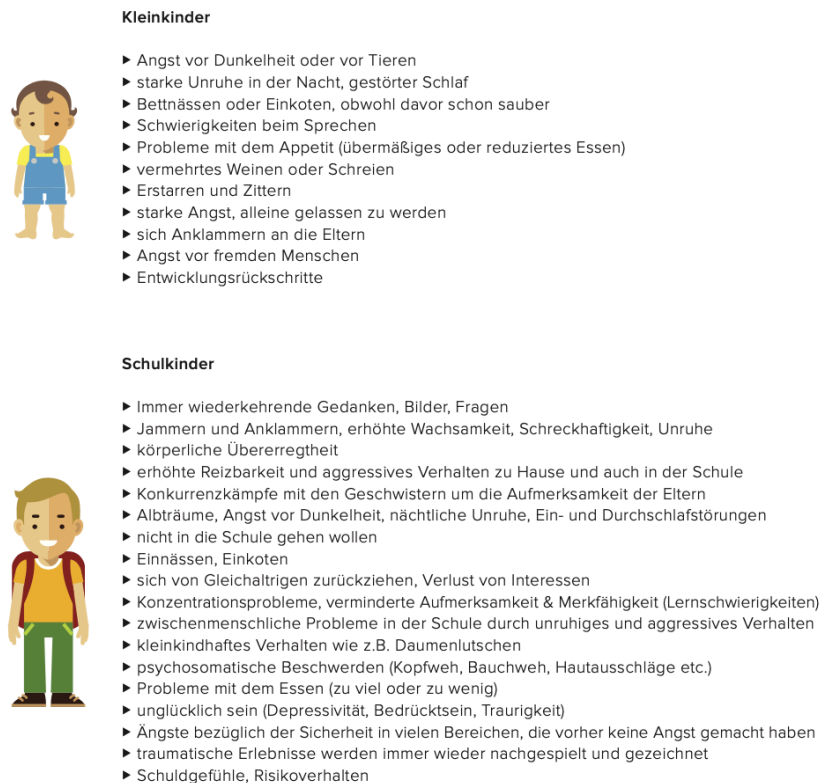 Kleinkinder
▶ Angst vor Dunkelheit oder vor Tieren
▶ starke Unruhe in der Nacht, gestörter Schlaf
▶ Bettnässen oder Einkoten, obwohl davor schon sauber
▶ Schwierigkeiten beim Sprechen
▶ Probleme mit dem Appetit (übermäßiges oder reduziertes Essen)
▶ vermehrtes Weinen oder Schreien
▶ Erstarren und Zittern
▶ starke Angst, alleine gelassen zu werden
▶ sich Anklammern an die Eltern
▶ Angst vor fremden Menschen
▶ Entwicklungsrückschritte
Schulkinder
▶ Immer wiederkehrende Gedanken, Bilder, Fragen
▶ Jammern und Anklammern, erhöhte Wachsamkeit, Schreckhaftigkeit, Unruhe
▶ körperliche Übererregtheit
▶ erhöhte Reizbarkeit und aggressives Verhalten zu Hause und auch in der Schule
▶ Konkurrenzkämpfe mit den Geschwistern um die Aufmerksamkeit der Eltern
▶ Albträume, Angst vor Dunkelheit, nächtliche Unruhe, Ein- und Durchschlafstörungen
▶ nicht in die Schule gehen wollen
▶ Einnässen, Einkoten
▶ sich von Gleichaltrigen zurückziehen, Verlust von Interessen
▶ Konzentrationsprobleme, verminderte Aufmerksamkeit & Merkfähigkeit (Lernschwierigkeiten)
▶ zwischenmenschliche Probleme in der Schule durch unruhiges und aggressives Verhalten
▶ kleinkindhaftes Verhalten wie z.B. Daumenlutschen
▶ psychosomatische Beschwerden (Kopfweh, Bauchweh, Hautausschläge etc.)
▶ Probleme mit dem Essen (zu viel oder zu wenig)
▶ unglücklich sein (Depressivität, Bedrücktsein, Traurigkeit)
▶ Ängste bezüglich der Sicherheit in vielen Bereichen, die vorher keine Angst gemacht haben
▶ traumatische Erlebnisse werden immer wieder nachgespielt und gezeichnet
▶ Schuldgefühle, Risikoverhalten